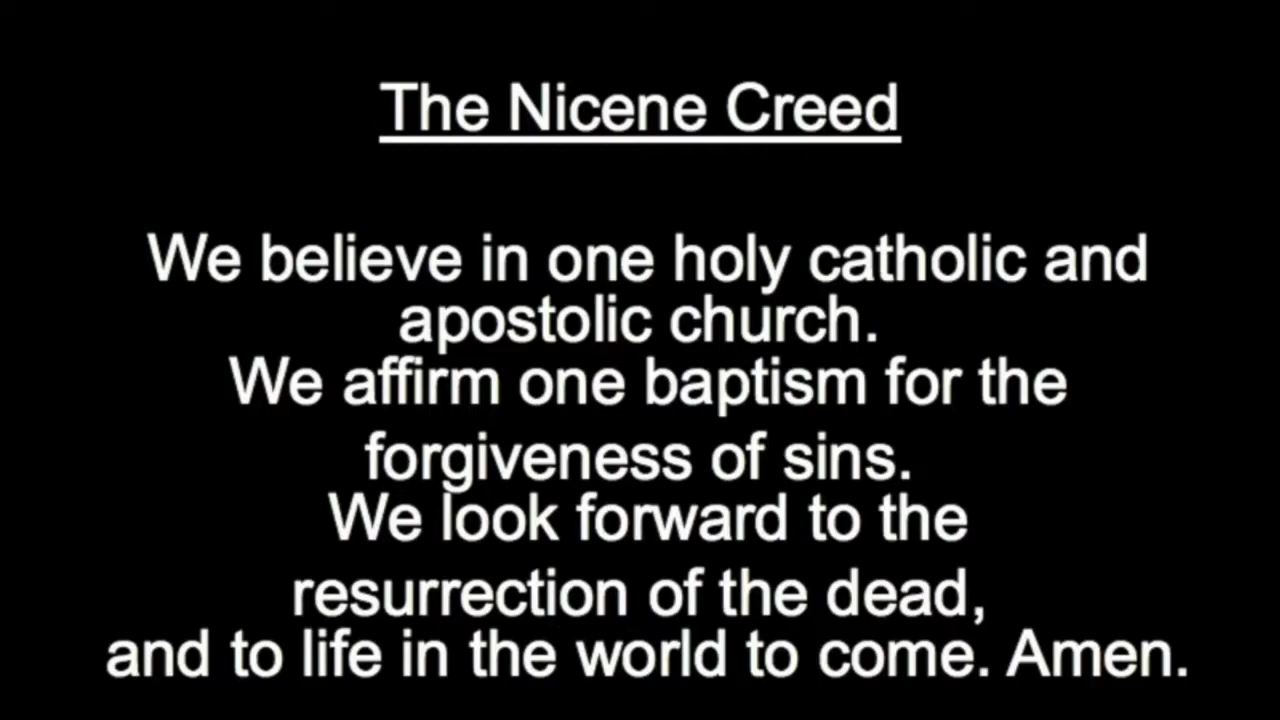 The Nicene Creed
We believe in one holy catholic and
apostolic church.
We affirm one baptism for the
forgiveness of sins.
We look forward to the
resurrection of the dead,
and to life in the world to come. Amen.